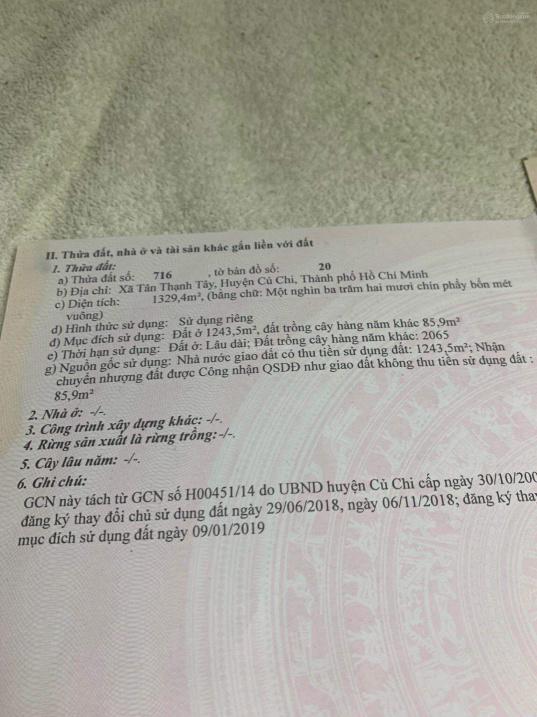 II. Thửa đất, nhà ở và tài sản khác gắn liền với đất
1. Thửa đất:
a) Thửa đất số: 716 , tờ bản đồ số: 20
b) Địa chỉ: Xã Tân Thạnh Tây, Huyện Củ Chi, Thành phố Hồ Chí Minh
c) Diện tích: 1329,4m², (bằng chữ: Một nghìn ba trăm hai mươi chín phẩy bốn mét
vuông)
d) Hình thức sử dụng: Sử dụng riêng
đ) Mục đích sử dụng: Đất ở 1243,5m², đất trồng cây hàng năm khác 85,9m²
e) Thời hạn sử dụng: Đất ở: Lâu dài; Đất trồng cây hàng năm khác: 2065
g) Nguồn gốc sử dụng: Nhà nước giao đất có thu tiền sử dụng đất: 1243,5m²; Nhận
chuyển nhượng đất được Công nhận QSDĐ như giao đất không thu tiền sử dụng đất :
85,9m²
2. Nhà ở: -/-.
3. Công trình xây dựng khác: -/-.
4. Rừng sản xuất là rừng trồng: -/-.
5. Cây lâu năm: -/-.
6. Ghi chú:
GCN này tách từ GCN số H00451/14 do UBND huyện Củ Chi cấp ngày 30/10/200
đăng ký thay đổi chủ sử dụng đất ngày 29/06/2018, ngày 06/11/2018; đăng ký tha
mục đích sử dụng đất ngày 09/01/2019